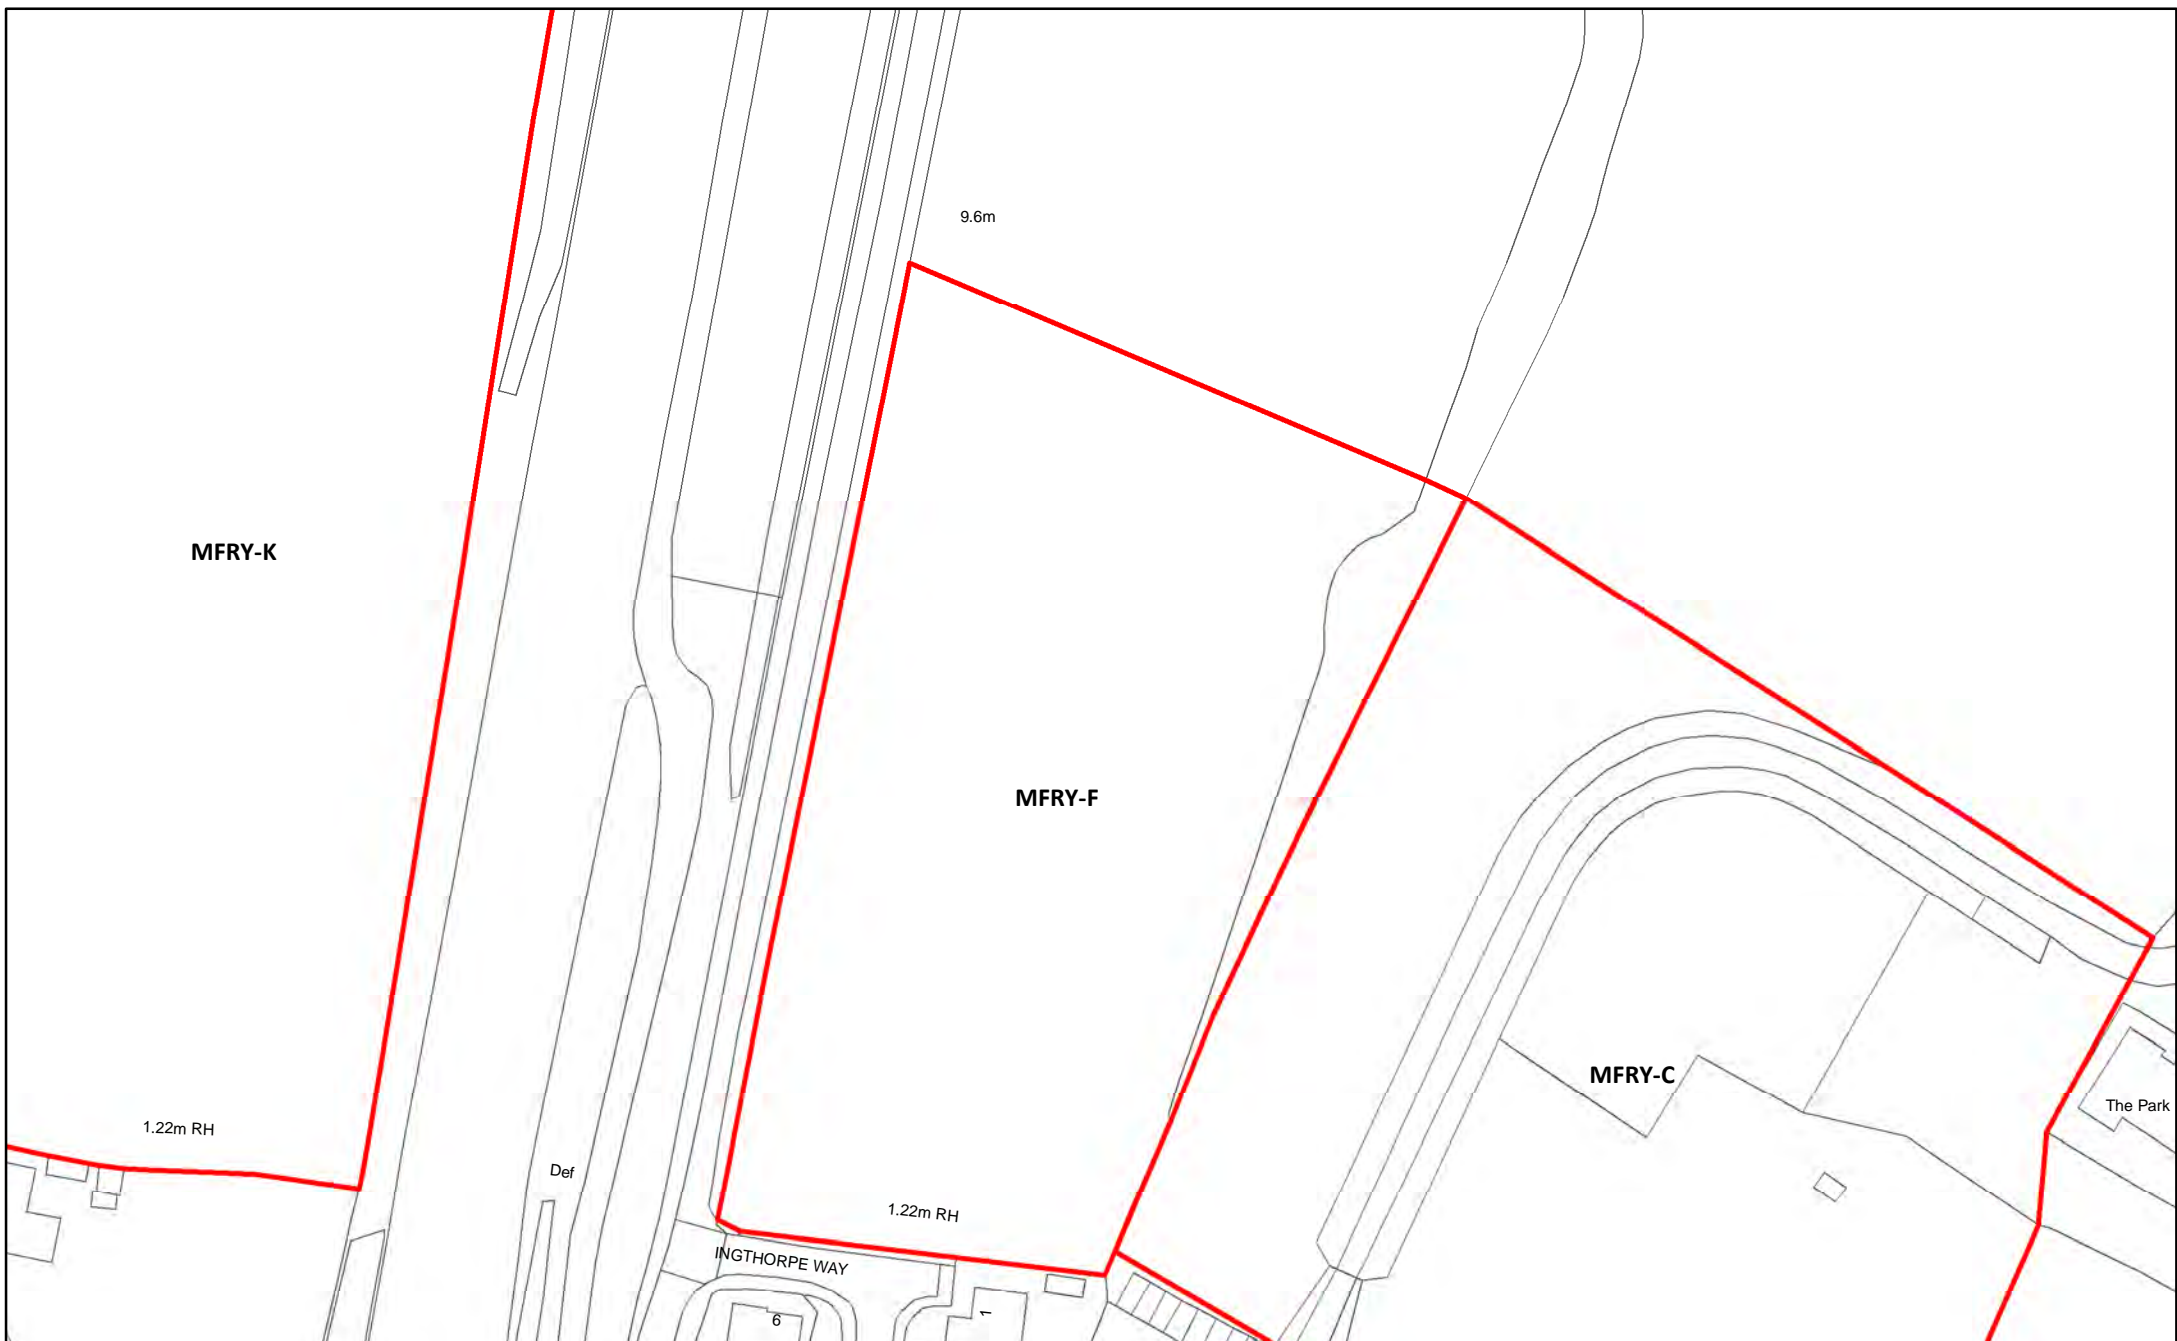 9.6m
MFRY-K
MFRY-F
MFRY-C
The Park
1.22m RH
Def
1.22m RH
INGTHORPE WAY
6
1